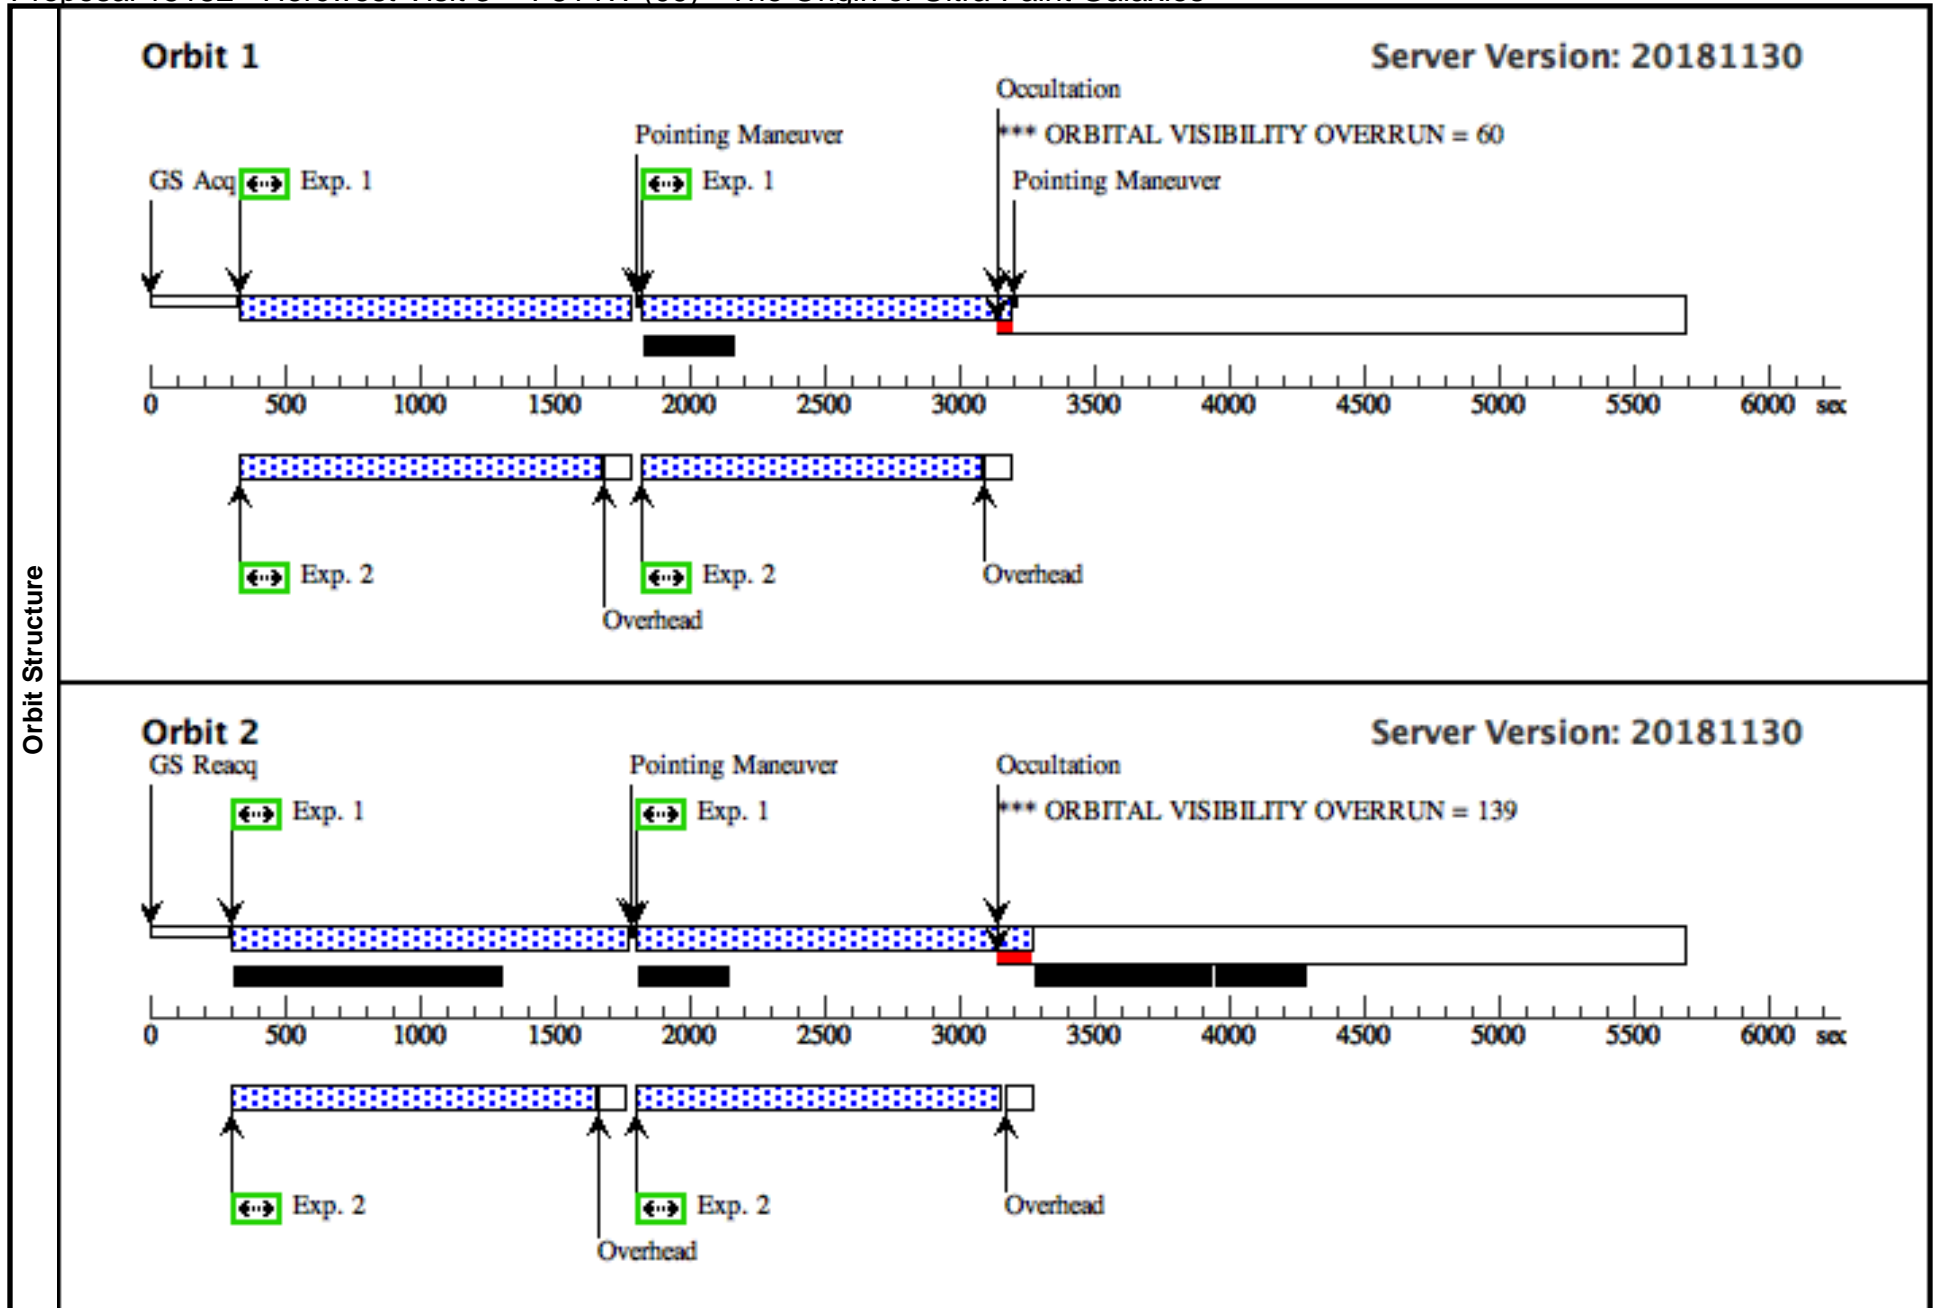 Orbit Structure
Orbit 1
Server Version: 20181130
Occultation
Pointing Maneuver
*** ORBITAL VISIBILITY OVERRUN = 60
GS Acq
Exp. 1
Exp. 1
Pointing Maneuver
0 500 1000 1500 2000 2500 3000 3500 4000 4500 5000 5500 6000 sec
Exp. 2
Exp. 2
Overhead
Overhead
Orbit 2
Server Version: 20181130
GS Reacq
Pointing Maneuver
Occultation
Exp. 1
Exp. 1
*** ORBITAL VISIBILITY OVERRUN = 139
0 500 1000 1500 2000 2500 3000 3500 4000 4500 5000 5500 6000 sec
Exp. 2
Exp. 2
Overhead
Overhead